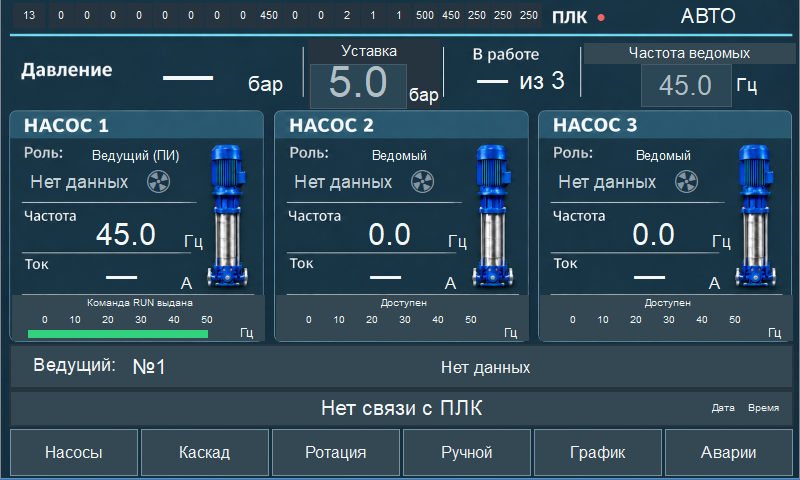 13 0 0 0 0 0 0 0 450 0 0 2 1 1 500 450 250 250 250 ПЛК АВТО
Давление — бар
Уставка
5.0 бар
В работе
— из 3
Частота ведомых
45.0 Гц
НАСОС 1
Роль: Ведущий (ПИ)
Нет данных
Частота
45.0 Гц
Ток
— А
Команда RUN выдана
0 10 20 30 40 50
Гц
НАСОС 2
Роль: Ведомый
Нет данных
Частота
0.0 Гц
Ток
— А
Доступен
0 10 20 30 40 50
Гц
НАСОС 3
Роль: Ведомый
Нет данных
Частота
0.0 Гц
Ток
— А
Доступен
0 10 20 30 40 50
Гц
Ведущий: №1 Нет данных
Нет связи с ПЛК Дата Время
Насосы Каскад Ротация Ручной График Аварии